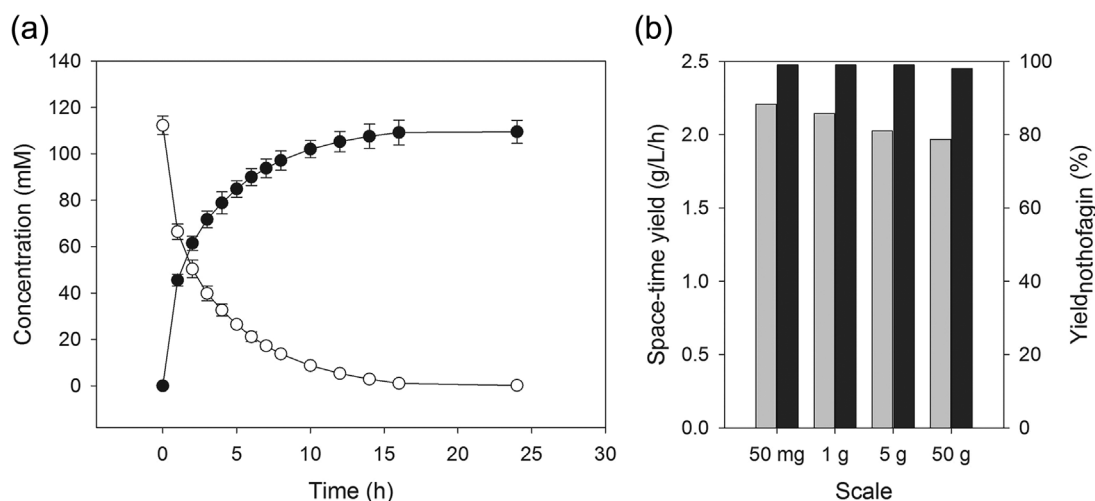 (a)
140
120
100
80
60
40
20
0
Concentration (mM)
0 5 10 15 20 25 30
Time (h)
(b)
2.5
2.0
1.5
1.0
0.5
0.0
Space-time yield (g/L/h)
100
80
60
40
20
0
Yieldnothofagin (%)
50 mg 1 g 5 g 50 g
Scale